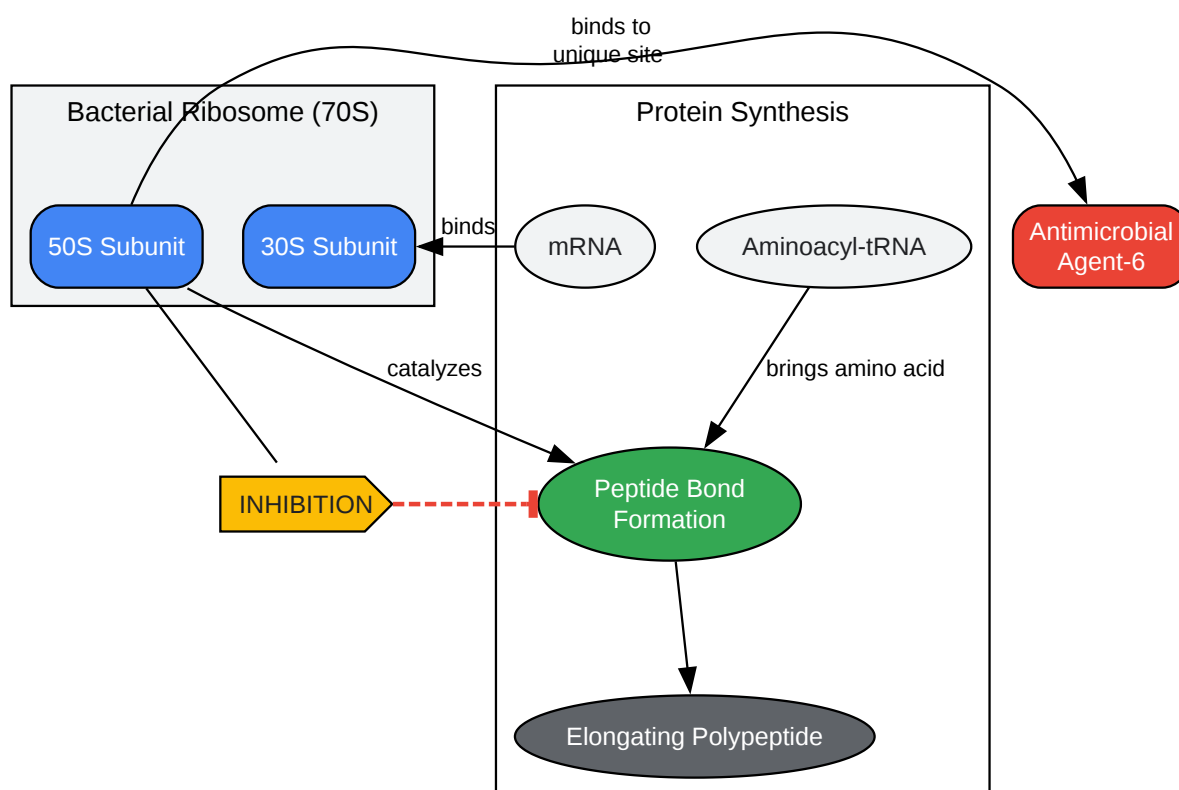 binds to
unique site
Bacterial Ribosome (70S)
Protein Synthesis
50S Subunit
30S Subunit
binds
mRNA
Aminoacyl-tRNA
Antimicrobial
Agent-6
catalyzes
brings amino acid
INHIBITION
Peptide Bond
Formation
Elongating Polypeptide